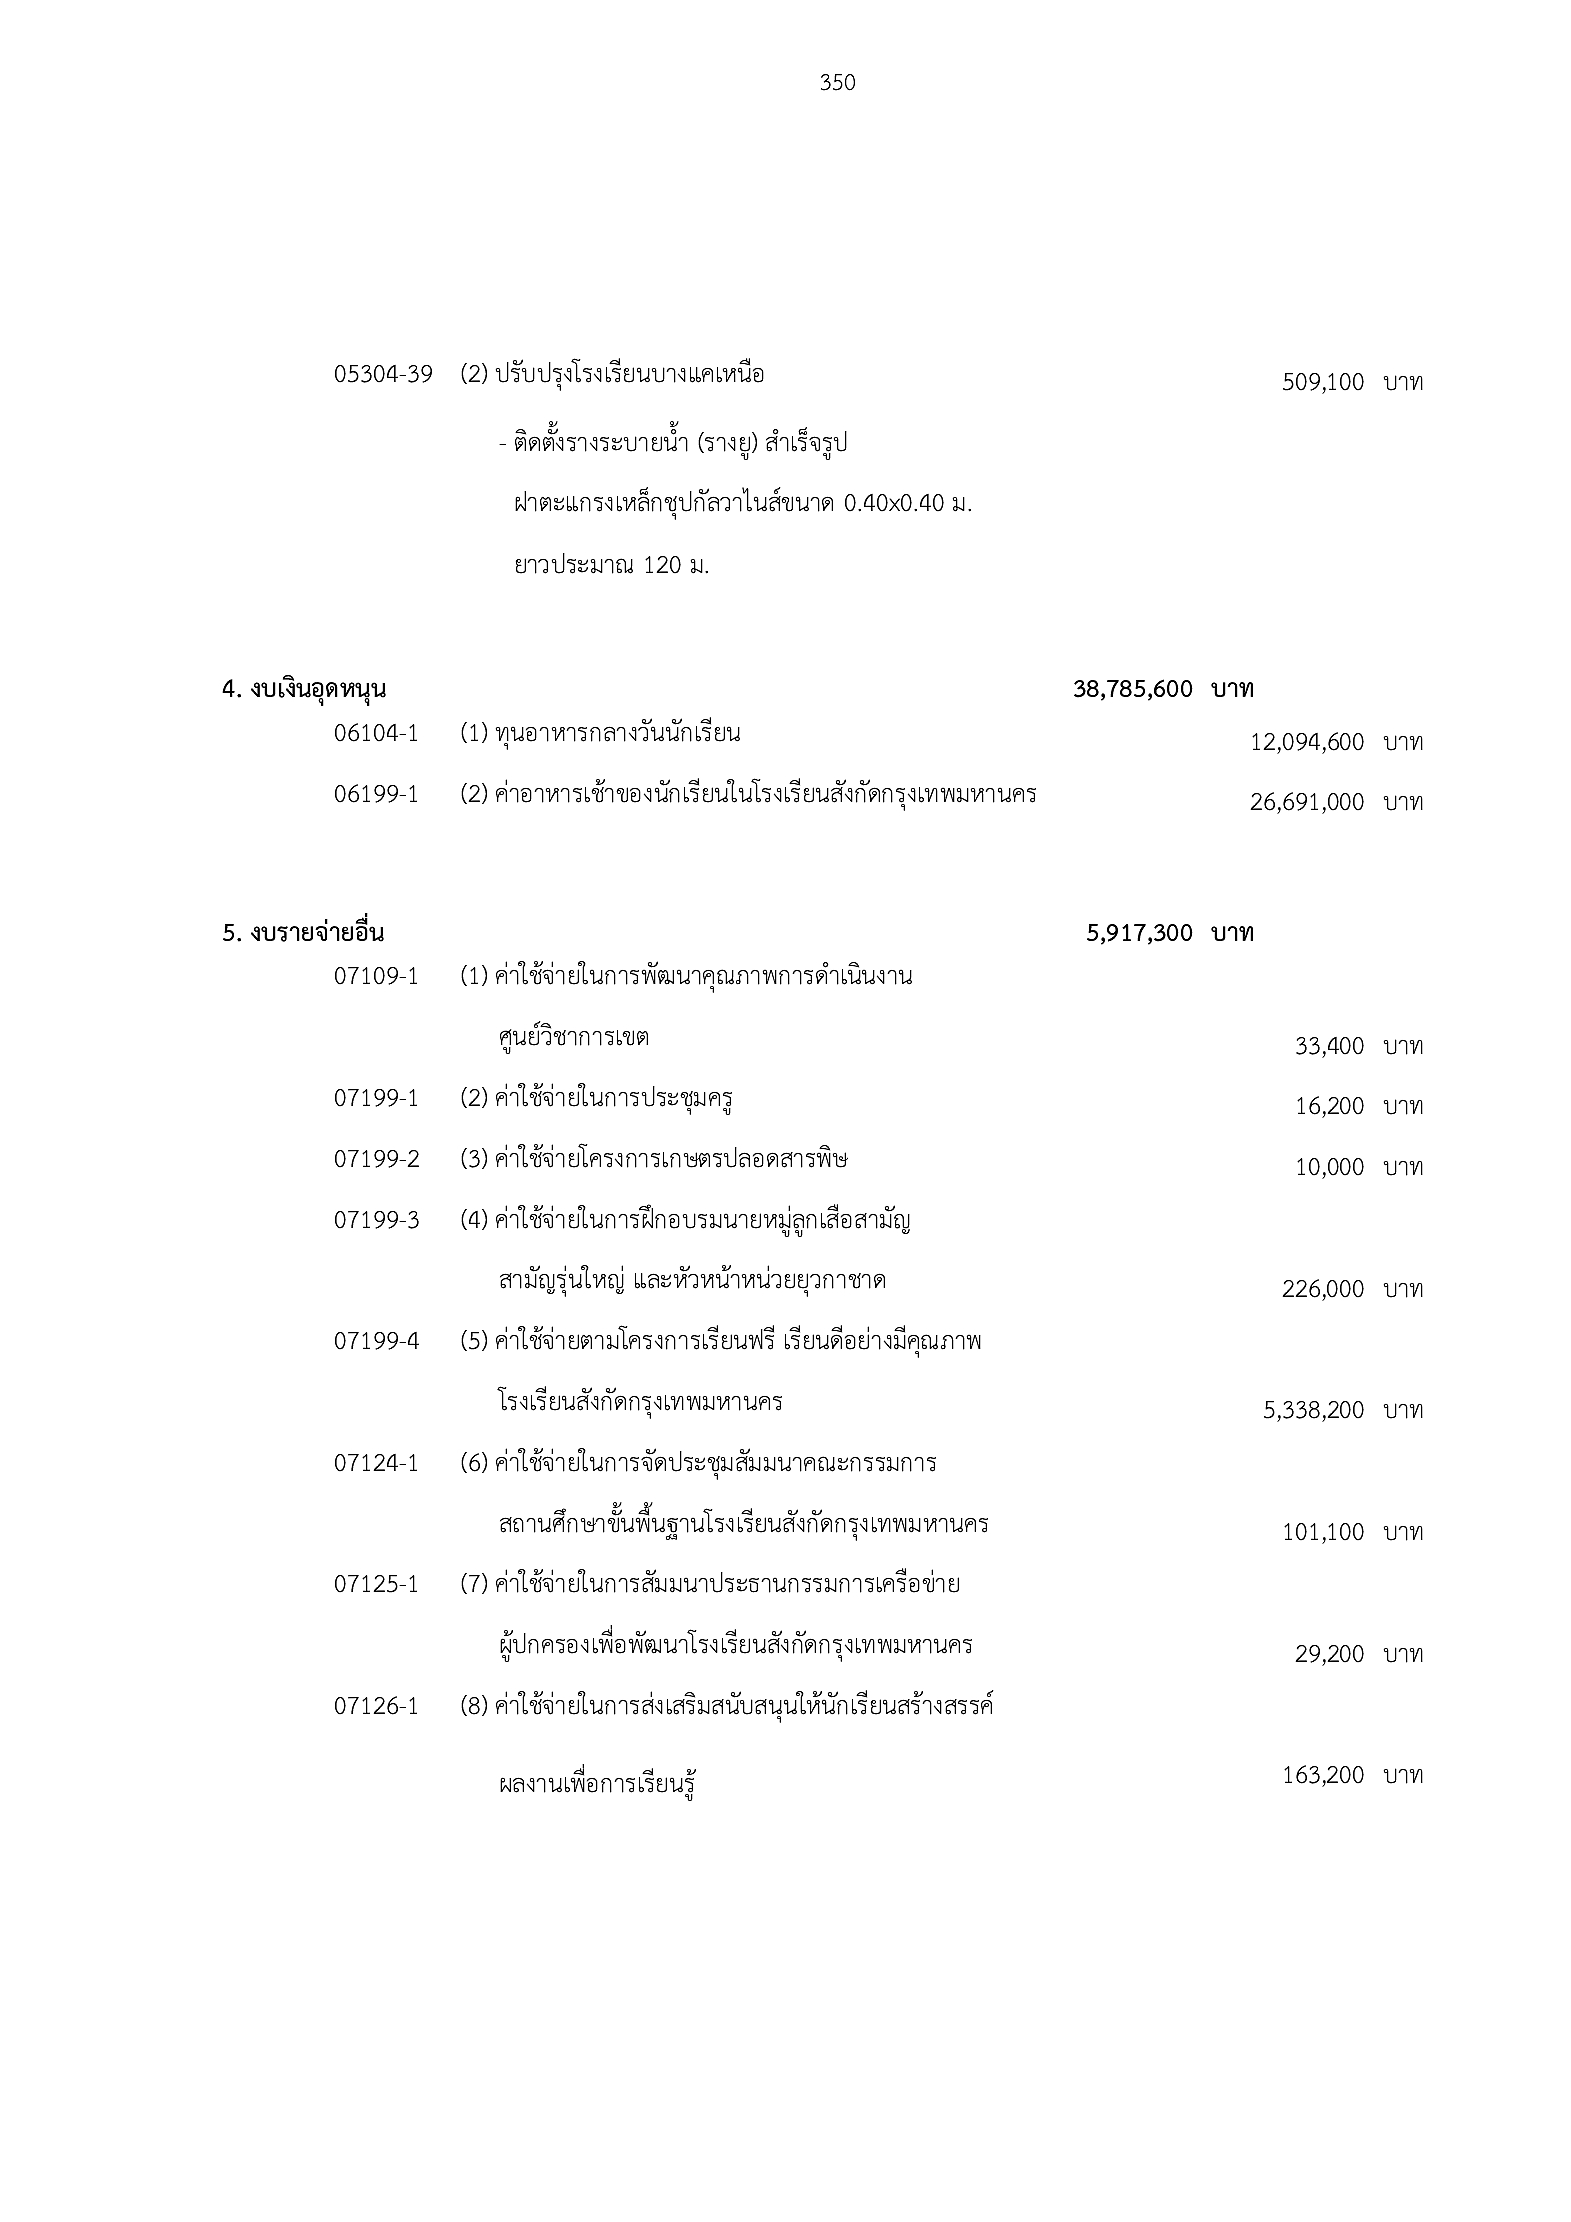 350
05304-39 (2) ปรับปรุงโรงเรียนบางแคเหนือ 509,100 บาท
- ติดตั้งรางระบายน้ำ (รางยู) สำเร็จรูป
ฝาตะแกรงเหล็กชุปกัลวาไนส์ขนาด 0.40x0.40 ม.
ยาวประมาณ 120 ม.
4. งบเงินอุดหนุน 38,785,600 บาท
06104-1 (1) ทุนอาหารกลางวันนักเรียน 12,094,600 บาท
06199-1 (2) ค่าอาหารเช้าของนักเรียนในโรงเรียนสังกัดกรุงเทพมหานคร 26,691,000 บาท
5. งบรายจ่ายอื่น 5,917,300 บาท
07109-1 (1) ค่าใช้จ่ายในการพัฒนาคุณภาพการดำเนินงาน
ศูนย์วิชาการเขต 33,400 บาท
07199-1 (2) ค่าใช้จ่ายในการประชุมครู 16,200 บาท
07199-2 (3) ค่าใช้จ่ายโครงการเกษตรปลอดสารพิษ 10,000 บาท
07199-3 (4) ค่าใช้จ่ายในการฝึกอบรมนายหมู่ลูกเสือสามัญ
สามัญรุ่นใหญ่ และหัวหน้าหน่วยยุวกาชาด 226,000 บาท
07199-4 (5) ค่าใช้จ่ายตามโครงการเรียนฟรี เรียนดีอย่างมีคุณภาพ
โรงเรียนสังกัดกรุงเทพมหานคร 5,338,200 บาท
07124-1 (6) ค่าใช้จ่ายในการจัดประชุมสัมมนาคณะกรรมการ
สถานศึกษาขั้นพื้นฐานโรงเรียนสังกัดกรุงเทพมหานคร 101,100 บาท
07125-1 (7) ค่าใช้จ่ายในการสัมมนาประธานกรรมการเครือข่าย
ผู้ปกครองเพื่อพัฒนาโรงเรียนสังกัดกรุงเทพมหานคร 29,200 บาท
07126-1 (8) ค่าใช้จ่ายในการส่งเสริมสนับสนุนให้นักเรียนสร้างสรรค์
ผลงานเพื่อการเรียนรู้ 163,200 บาท